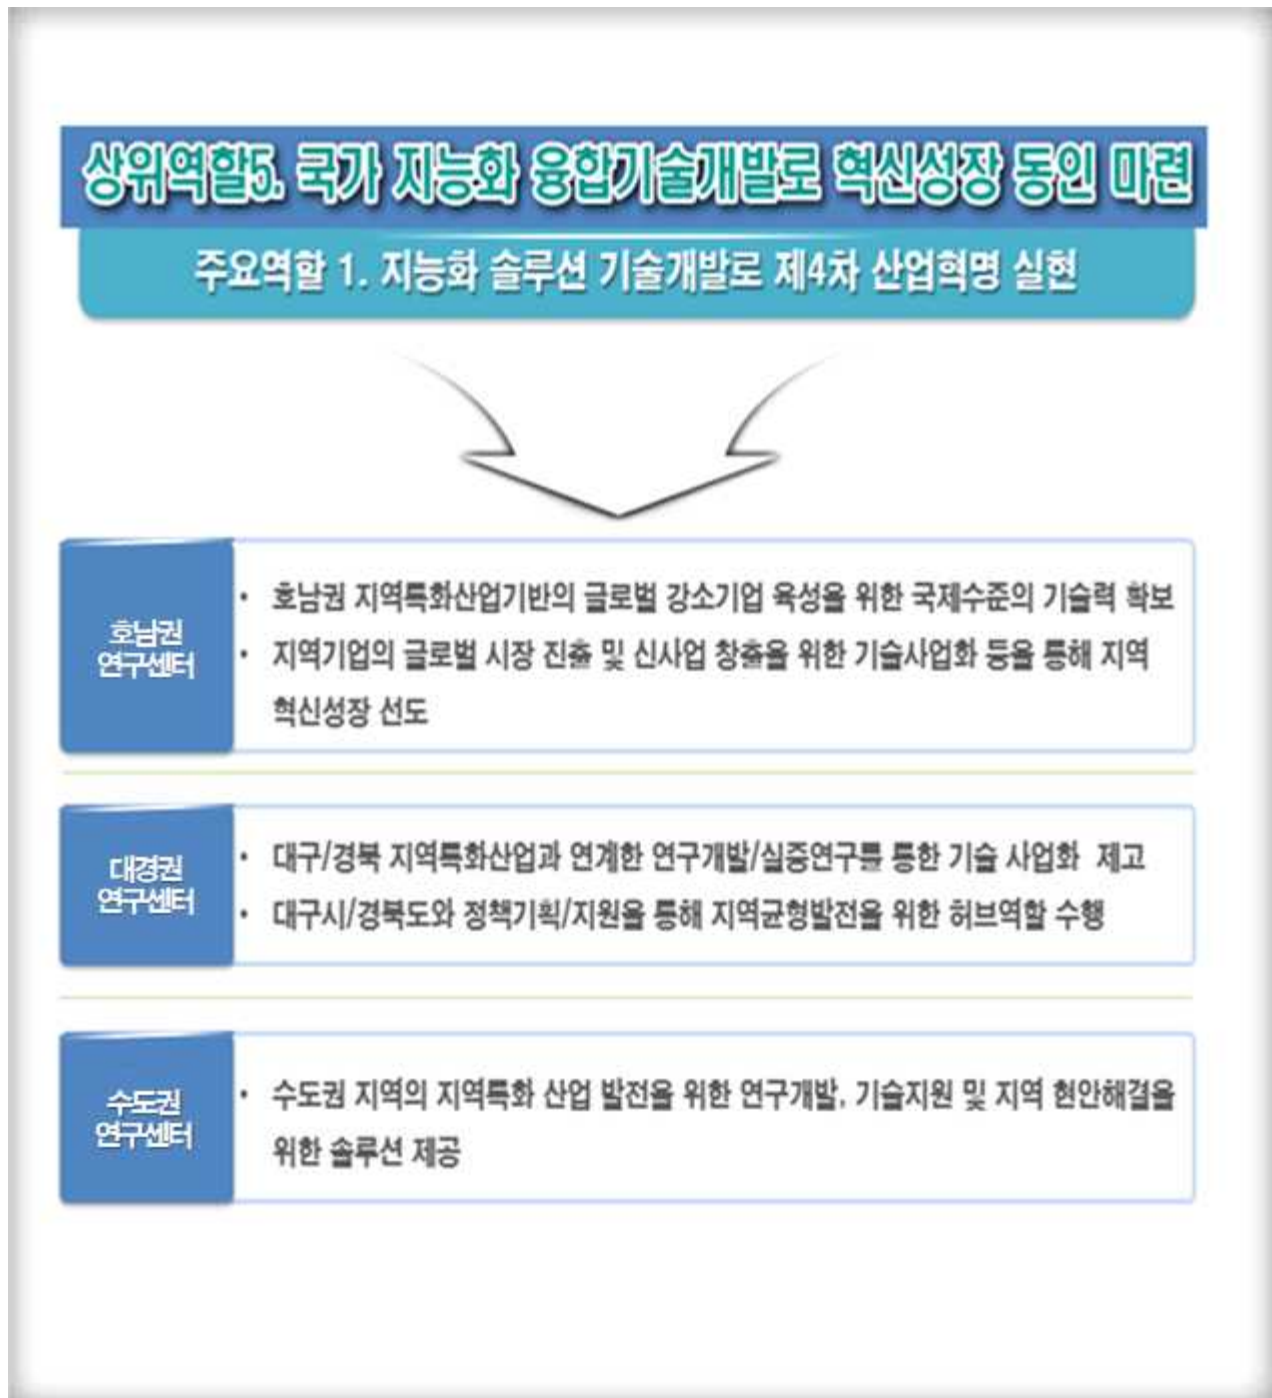 상위역할5. 국가 지능화 융합기술개발로 혁신성장 동인 마련
주요역할 1. 지능화 솔루션 기술개발로 제4차 산업혁명 실현
호남권
연구센터
• 호남권 지역특화산업기반의 글로벌 강소기업 육성을 위한 국제수준의 기술력 확보
• 지역기업의 글로벌 시장 진출 및 신사업 창출을 위한 기술사업화 등을 통해 지역
혁신성장 선도
대경권
연구센터
• 대구/경북 지역특화산업과 연계한 연구개발/실증연구를 통한 기술 사업화 제고
• 대구시/경북도와 정책기획/지원을 통해 지역균형발전을 위한 허브역할 수행
수도권
연구센터
• 수도권 지역의 지역특화 산업 발전을 위한 연구개발, 기술지원 및 지역 현안해결을
위한 솔루션 제공